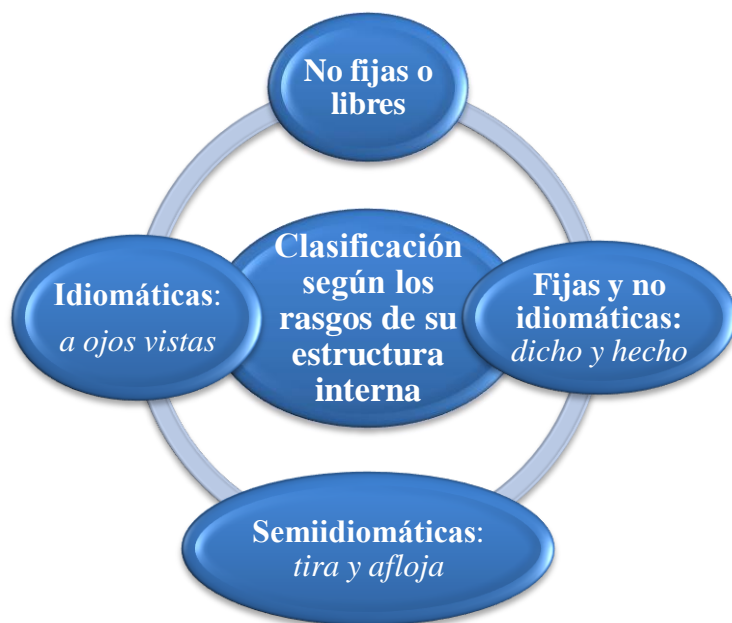 No fijas o
libres
Clasificación
según los
rasgos de su
estructura
interna
Idiomáticas:
a ojos vistas
Fijas y no
idiomáticas:
dicho y hecho
Semiidiomáticas:
tira y afloja